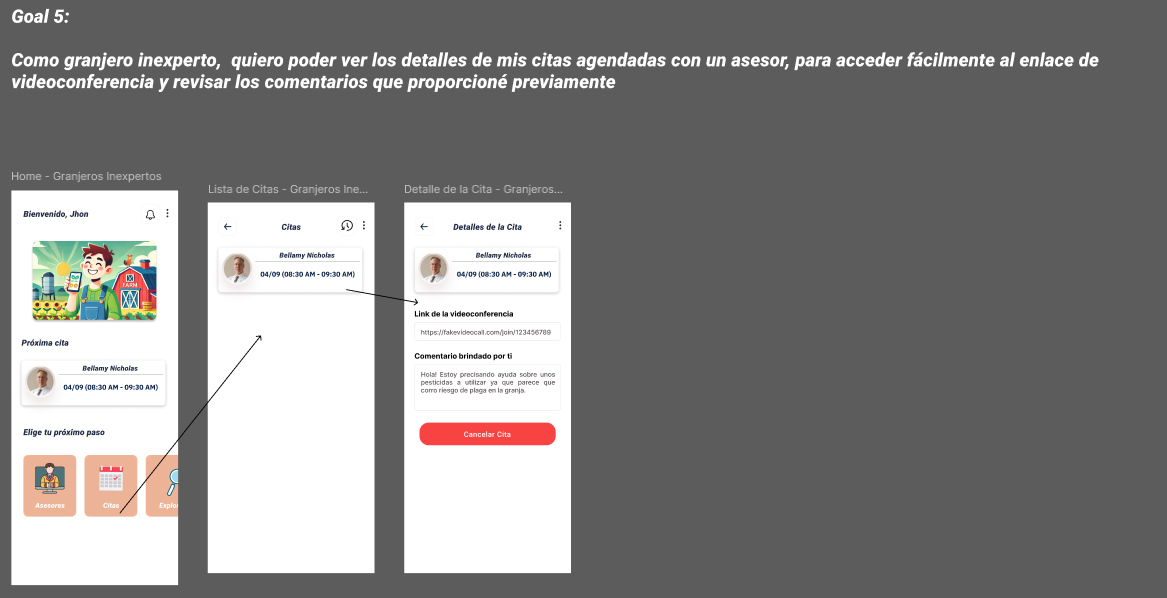 Goal 5:
Como granjero inexperto,  quiero poder ver los detalles de mis citas agendadas con un asesor, para acceder fácilmente al enlace de
videoconferencia y revisar los comentarios que proporcioné previamente
Home - Granjeros Inexpertos
Lista de Citas - Granjeros Ine...
Detalle de la Cita - Granjeros...
Bienvenido, Jhon
FARM
Próxima cita
Bellamy Nicholas
04/09 (08:30 AM - 09:30 AM)
Elige tu próximo paso
Asesores
Citas
Explor
Citas
Bellamy Nicholas
04/09 (08:30 AM - 09:30 AM)
Detalles de la Cita
Bellamy Nicholas
04/09 (08:30 AM - 09:30 AM)
Link de la videoconferencia
https://fakevideocall.com/join/123456789
Comentario brindado por ti
Hola! Estoy precisando ayuda sobre unos
pesticidas a utilizar ya que parece que
corro riesgo de plaga en la granja.
Cancelar Cita